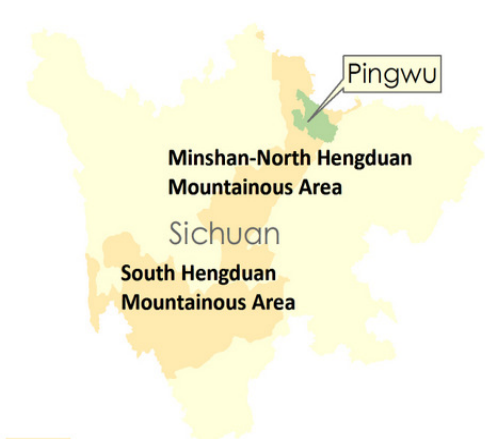 Pingwu
Minshan-North Hengduan
Mountainous Area
Sichuan
South Hengduan
Mountainous Area